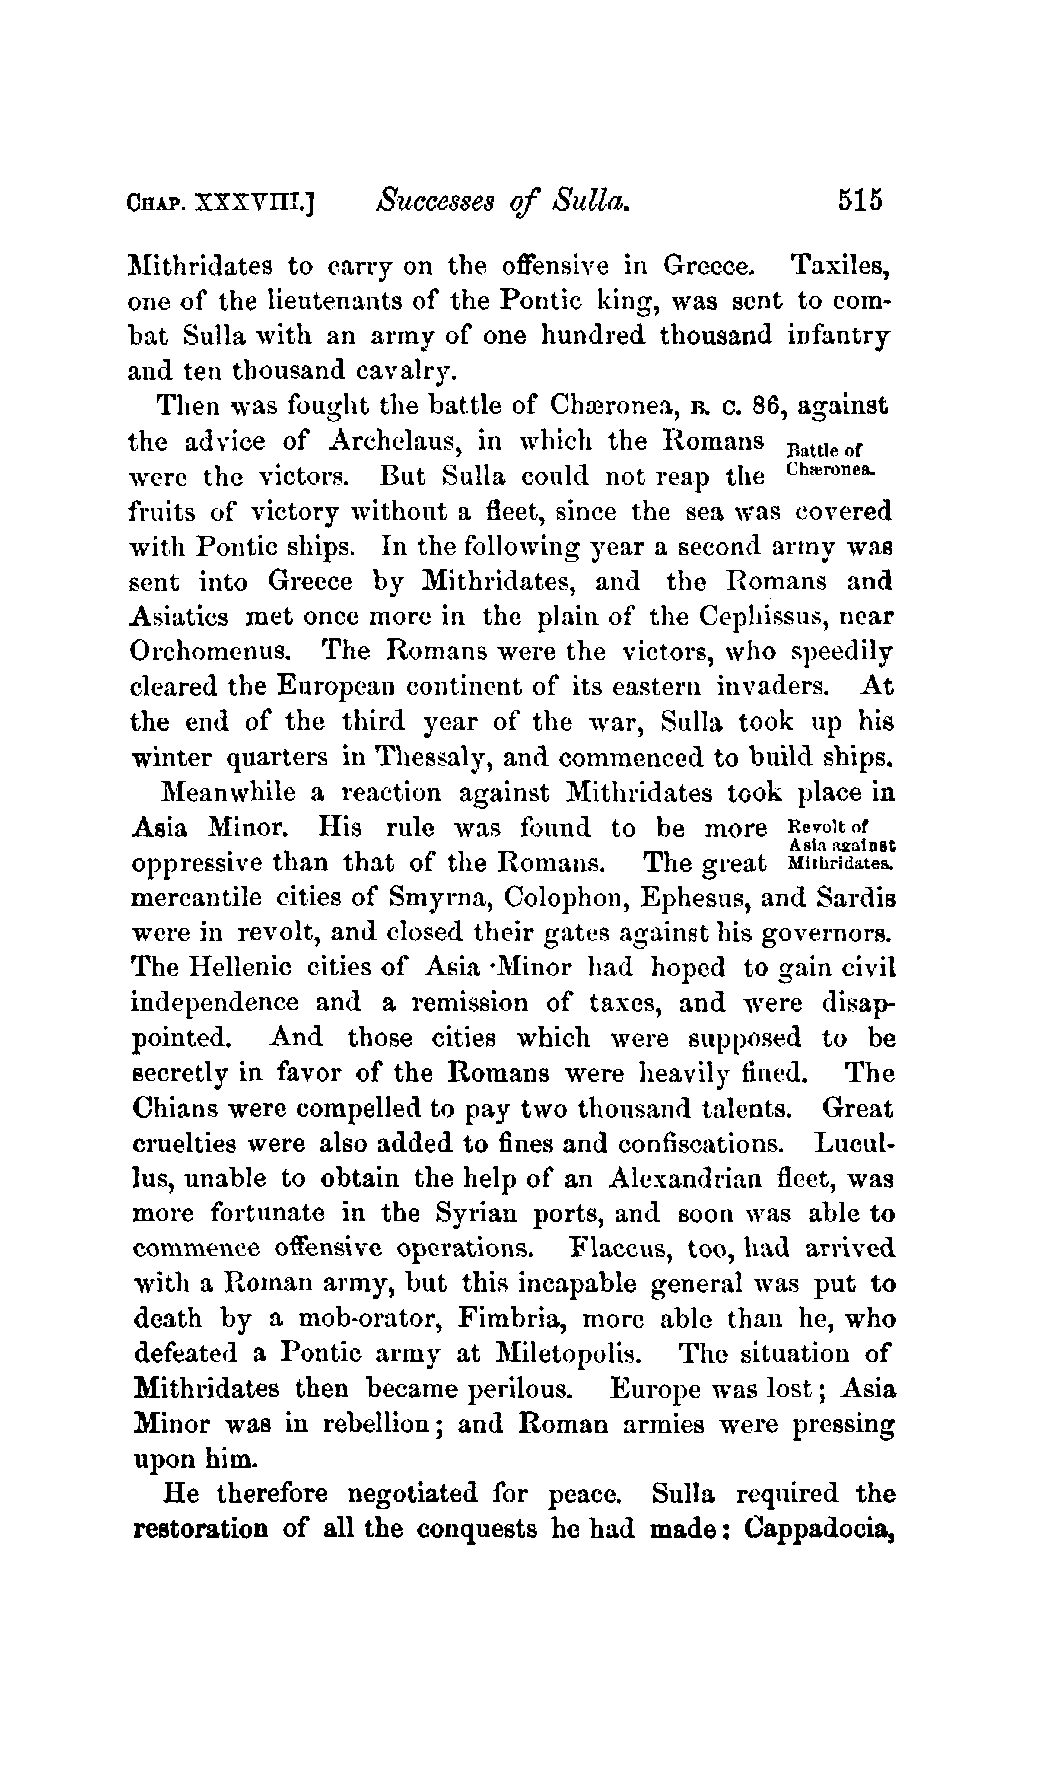 CHAP. XXXVIII.] Successes of Sulla. 515
Mithridates to carry on the offensive in Greece. Taxiles,
one of the lieutenants of the Pontic king, was sent to com-
bat Sulla with an army of one hundred thousand infantry
and ten thousand cavalry.
Then was fought the battle of Chæronea, B. C. 86, against
the advice of Archelaus, in which the Romans
Battle of
Chæronea.
were the victors. But Sulla could not reap the
fruits of victory without a fleet, since the sea was covered
with Pontic ships. In the following year a second army was
sent into Greece by Mithridates, and the Romans and
Asiatics met once more in the plain of the Cephissus, near
Orchomenus. The Romans were the victors, who speedily
cleared the European continent of its eastern invaders. At
the end of the third year of the war, Sulla took up his
winter quarters in Thessaly, and commenced to build ships.
Meanwhile a reaction against Mithridates took place in
Asia Minor. His rule was found to be more
Revolt of
Asia against
Mithridates.
oppressive than that of the Romans. The great
mercantile cities of Smyrna, Colophon, Ephesus, and Sardis
were in revolt, and closed their gates against his governors.
The Hellenic cities of Asia Minor had hoped to gain civil
independence and a remission of taxes, and were disap-
pointed. And those cities which were supposed to be
secretly in favor of the Romans were heavily fined. The
Chians were compelled to pay two thousand talents. Great
cruelties were also added to fines and confiscations. Lucul-
lus, unable to obtain the help of an Alexandrian fleet, was
more fortunate in the Syrian ports, and soon was able to
commence offensive operations. Flaccus, too, had arrived
with a Roman army, but this incapable general was put to
death by a mob-orator, Fimbria, more able than he, who
defeated a Pontic army at Miletopolis. The situation of
Mithridates then became perilous. Europe was lost; Asia
Minor was in rebellion; and Roman armies were pressing
upon him.
He therefore negotiated for peace. Sulla required the
restoration of all the conquests he had made: Cappadocia,